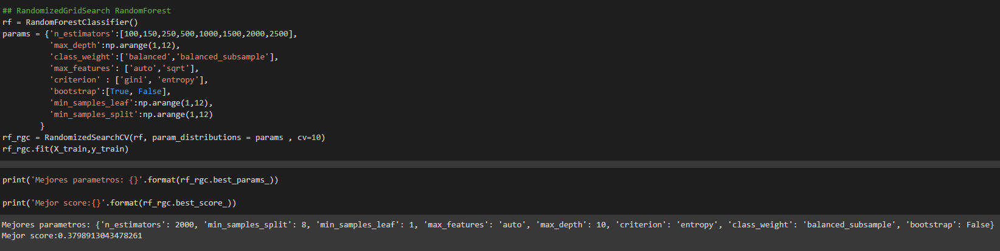 ## RandomizedGridSearch RandomForest
rf = RandomForestClassifier()
params = {'n_estimators':[100,150,250,500,1000,1500,2000,2500],
          'max_depth':np.arange(1,12),
          'class_weight':['balanced','balanced_subsample'],
          'max_features': ['auto','sqrt'],
          'criterion' : ['gini', 'entropy'],
          'bootstrap':[True, False],
          'min_samples_leaf':np.arange(1,12),
          'min_samples_split':np.arange(1,12)
        }
rf_rgc = RandomizedSearchCV(rf, param_distributions = params , cv=10)
rf_rgc.fit(X_train,y_train)
print('Mejores parametros: {}'.format(rf_rgc.best_params_))
print('Mejor score:{}'.format(rf_rgc.best_score_))
Mejores parametros: {'n_estimators': 2000, 'min_samples_split': 8, 'min_samples_leaf': 1, 'max_features': 'auto', 'max_depth': 10, 'criterion': 'entropy', 'class_weight': 'balanced_subsample', 'bootstrap': False}
Mejor score:0.3798913043478261